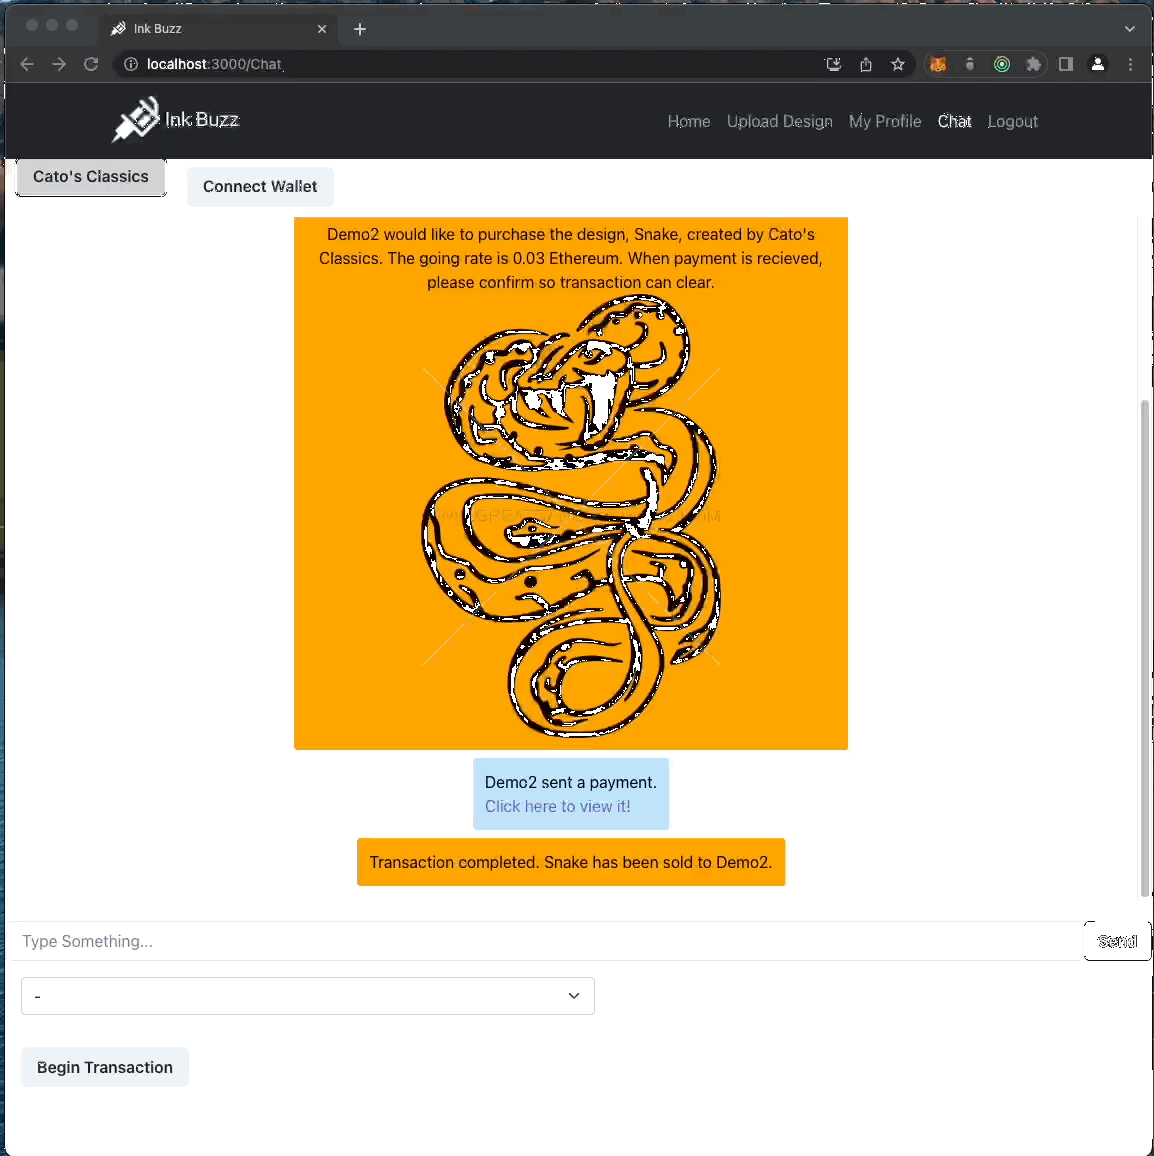 Ink Buzz
localhost:3000/Chat
Ink Buzz
Home Upload Design My Profile Chat Logout
Cato's Classics
Connect Wallet
Demo2 would like to purchase the design, Snake, created by Cato's
Classics. The going rate is 0.03 Ethereum. When payment is recieved,
please confirm so transaction can clear.
Demo2 sent a payment.
Click here to view it!
Transaction completed. Snake has been sold to Demo2.
Type Something...
Send
-
Begin Transaction